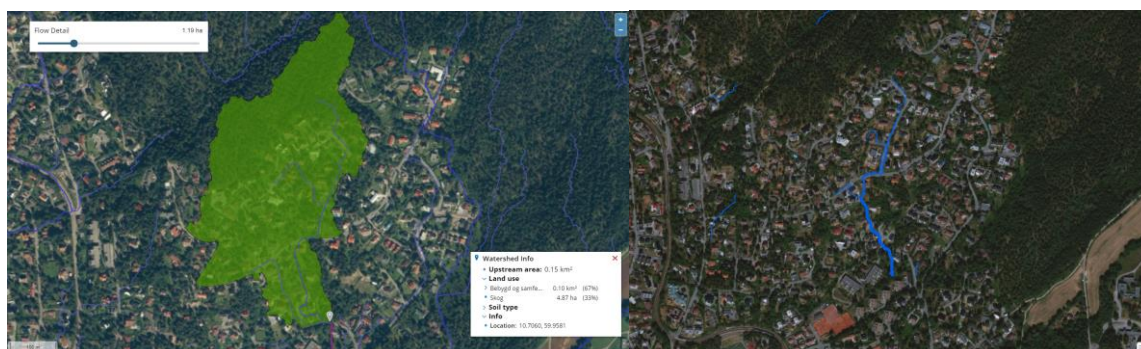 Flow Detail 1.19 ha
+
−
Watershed Info ×
Upstream area: 0.15 km²
Land use
Bebygd og samfe... 0.10 km² (67%)
Skog 4.87 ha (33%)
Soil type
Info
Location: 10.7060, 59.9581